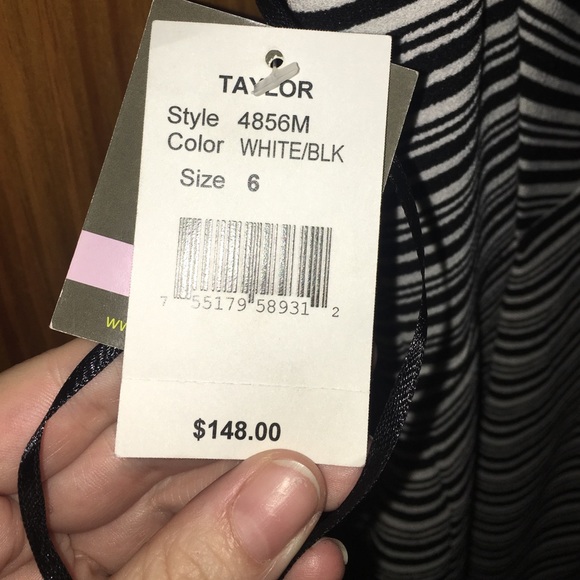 TAYLOR
Style 4856M
Color WHITE/BLK
Size 6
7 55179 58931 2
$148.00